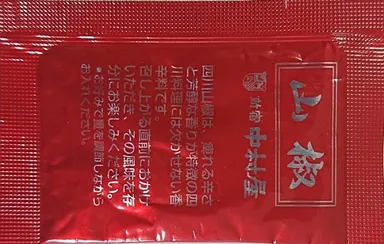 山椒
新宿
中村屋
四川山椒は、痺れる辛さ
と芳醇な香りが特徴の四
川料理には欠かせない香
辛料です。
召し上がる直前におかけ
いただき その風味を存
分にお楽しみください。
●お好みで量を調節しながら
お入れください。